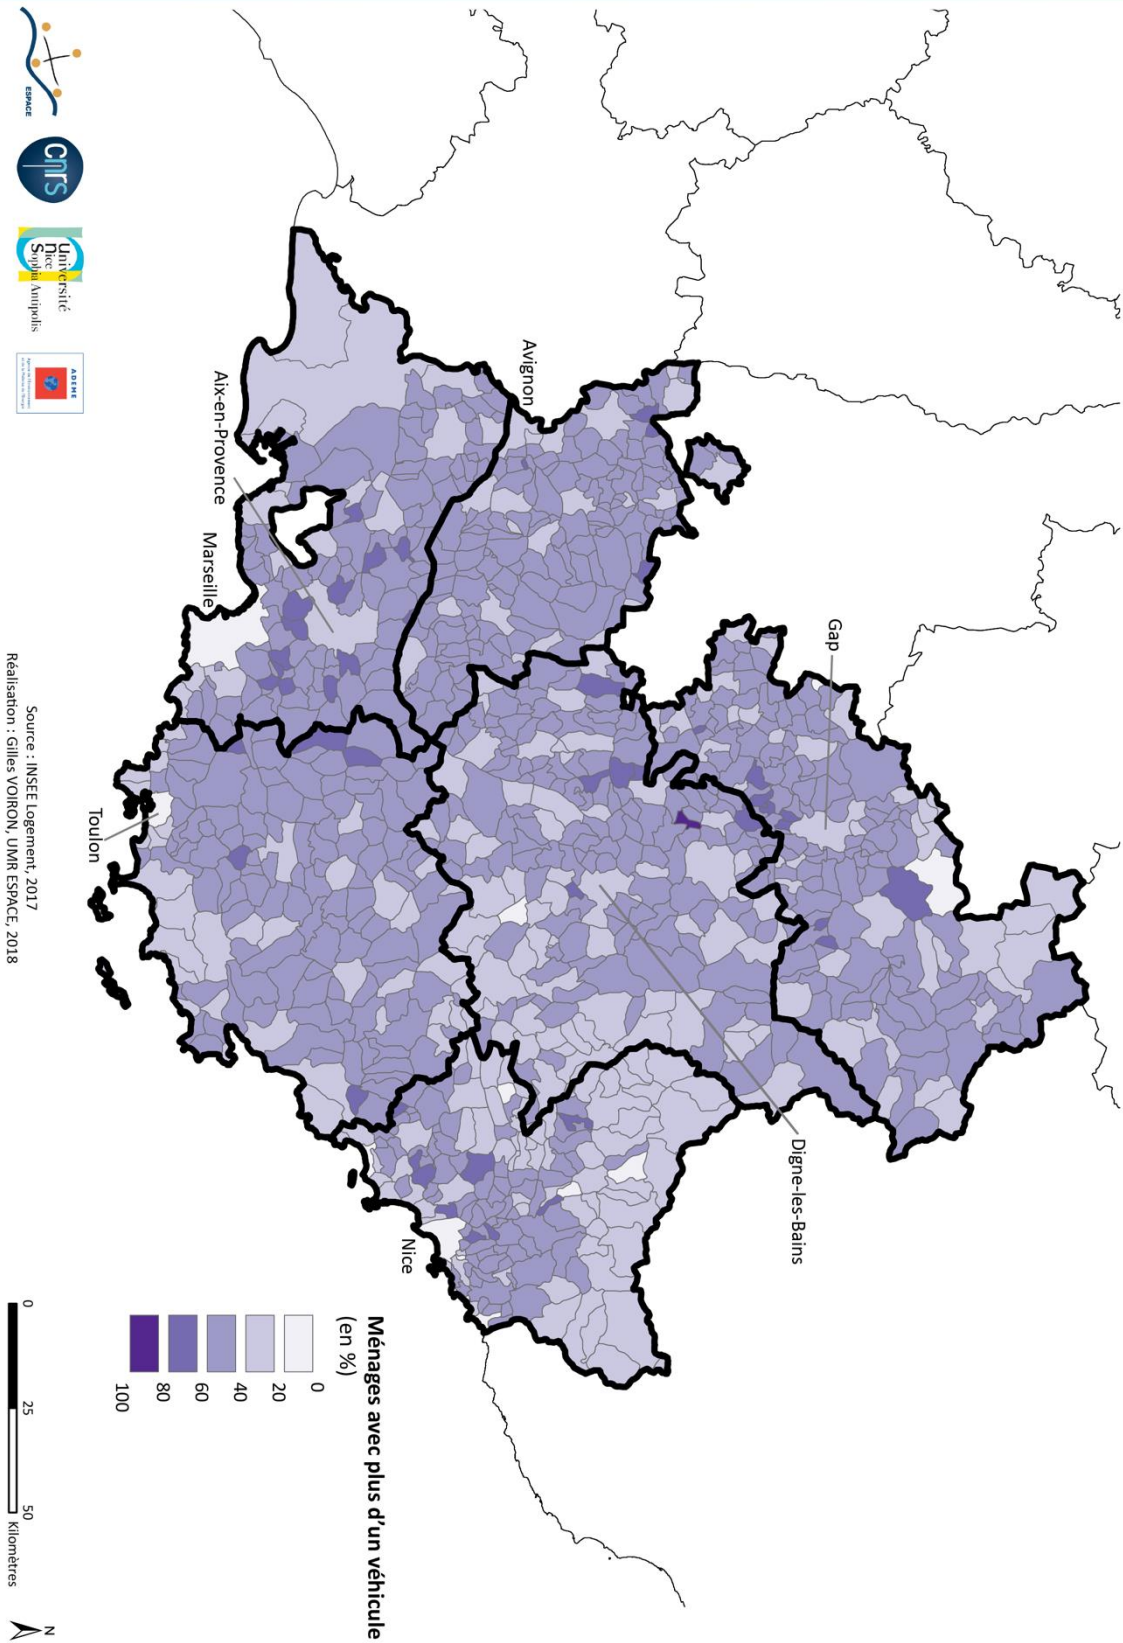 Gap
Avignon
Digne-les-Bains
Aix-en-Provence
Marseille
Toulon
Nice
Ménages avec plus d'un véhicule
(en %)
0
20
40
60
80
100
0 25 50 Kilomètres
N
Source : INSEE Logement, 2017
Réalisation : Gilles VOIRON, UMR ESPACE, 2018
ESPACE
cnrs
Université
nice
Sophia Antipolis
ADEME